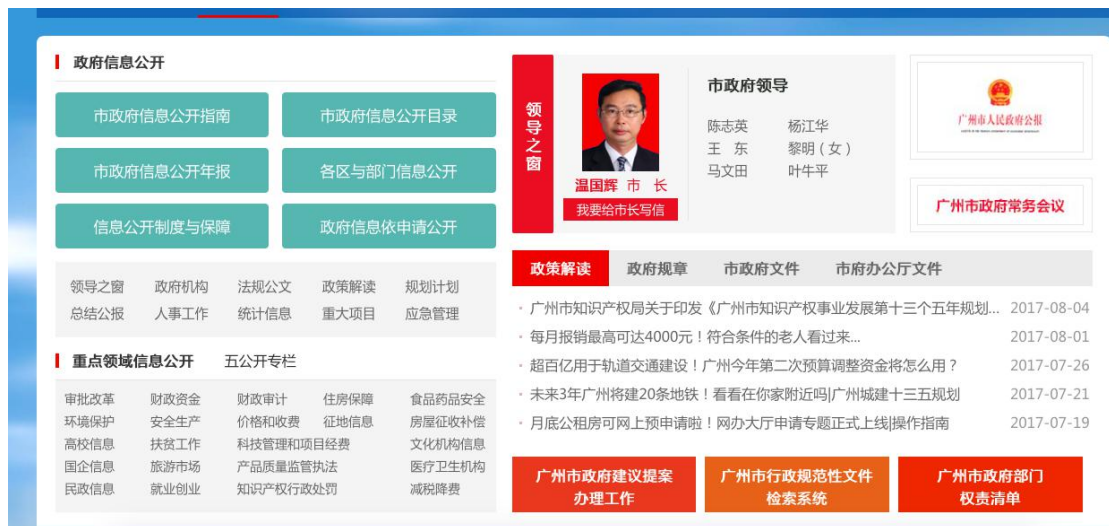 政府信息公开
市政府信息公开指南 市政府信息公开目录
市政府信息公开年报 各区与部门信息公开
信息公开制度与保障 政府信息依申请公开
领导之窗 政府机构 法规公文 政策解读 规划计划
总结公报 人事工作 统计信息 重大项目 应急管理
重点领域信息公开 五公开专栏
审批改革 财政资金 财政审计 住房保障 食品药品安全
环境保护 安全生产 价格和收费 征地信息 房屋征收补偿
高校信息 扶贫工作 科技管理和项目经费 文化机构信息
国企信息 旅游市场 产品质量监管执法 医疗卫生机构
民政信息 就业创业 知识产权行政处罚 减税降费
领导之窗
温国辉 市 长
我要给市长写信
市政府领导
陈志英 杨江华
王 东 黎明（女）
马文田 叶牛平
广州市人民政府公报
广州市政府常务会议
政策解读 政府规章 市政府文件 市府办公厅文件
· 广州市知识产权局关于印发《广州市知识产权事业发展第十三个五年规划... 2017-08-04
· 每月报销最高可达4000元！符合条件的老人看过来... 2017-08-01
· 超百亿用于轨道交通建设！广州今年第二次预算调整资金将怎么用？ 2017-07-26
· 未来3年广州将建20条地铁！看看在你家附近吗|广州城建十三五规划 2017-07-21
· 月底公租房可网上预申请啦！网办大厅申请专题正式上线|操作指南 2017-07-19
广州市政府建议提案
办理工作
广州市行政规范性文件
检索系统
广州市政府部门
权责清单